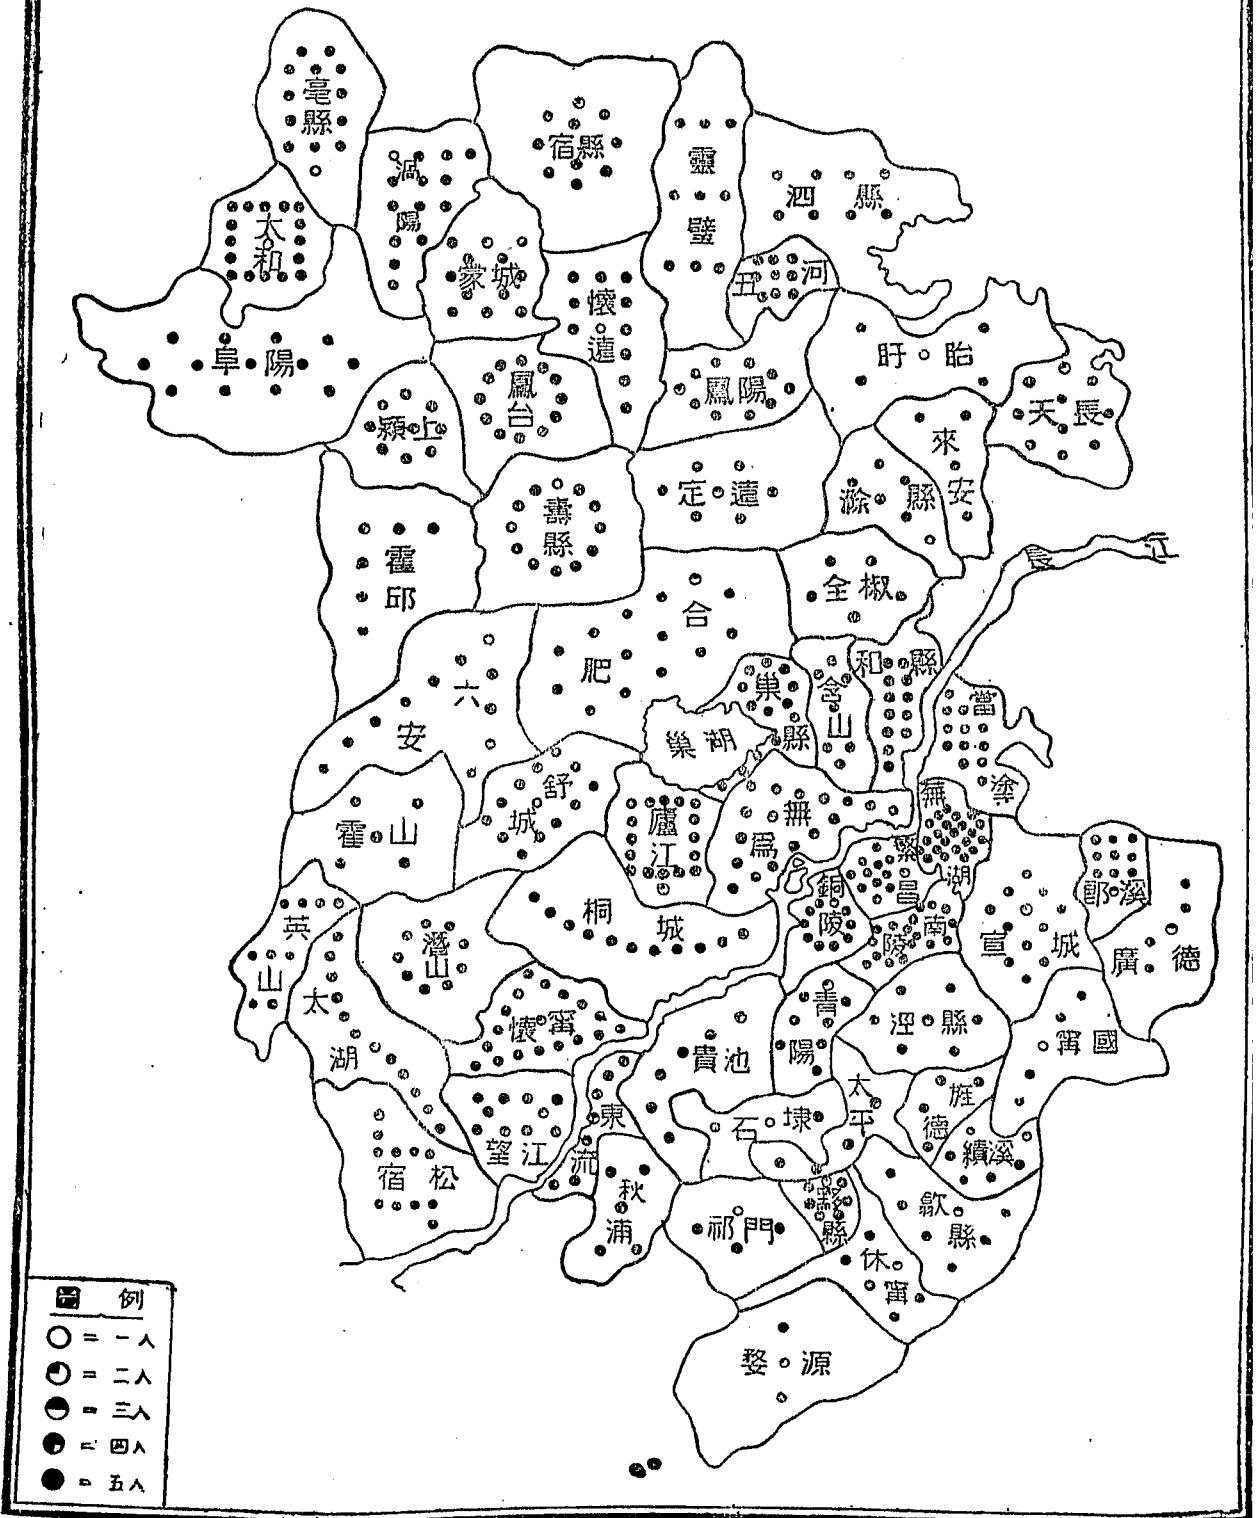 亳縣
渦陽
宿縣
靈璧
泗縣
太和
蒙城
懷遠
五河
阜陽
鳳台
鳳陽
盱眙
天長
潁上
來安
壽縣
定遠
滁縣
霍邱
合肥
全椒
長江
六安
巢縣
含山
和縣
當塗
巢湖
舒城
霍山
廬江
無為
蕪湖
繁昌
郎溪
英山
潛山
桐城
銅陵
南陵
宣城
廣德
太湖
懷甯
貴池
青陽
涇縣
甯國
望江
東流
石埭
太平
旌德
績溪
宿松
秋浦
祁門
黟縣
歙縣
休甯
婺源
圖例
○ = 一人
= 二人
= 三人
= 四人
● = 五人